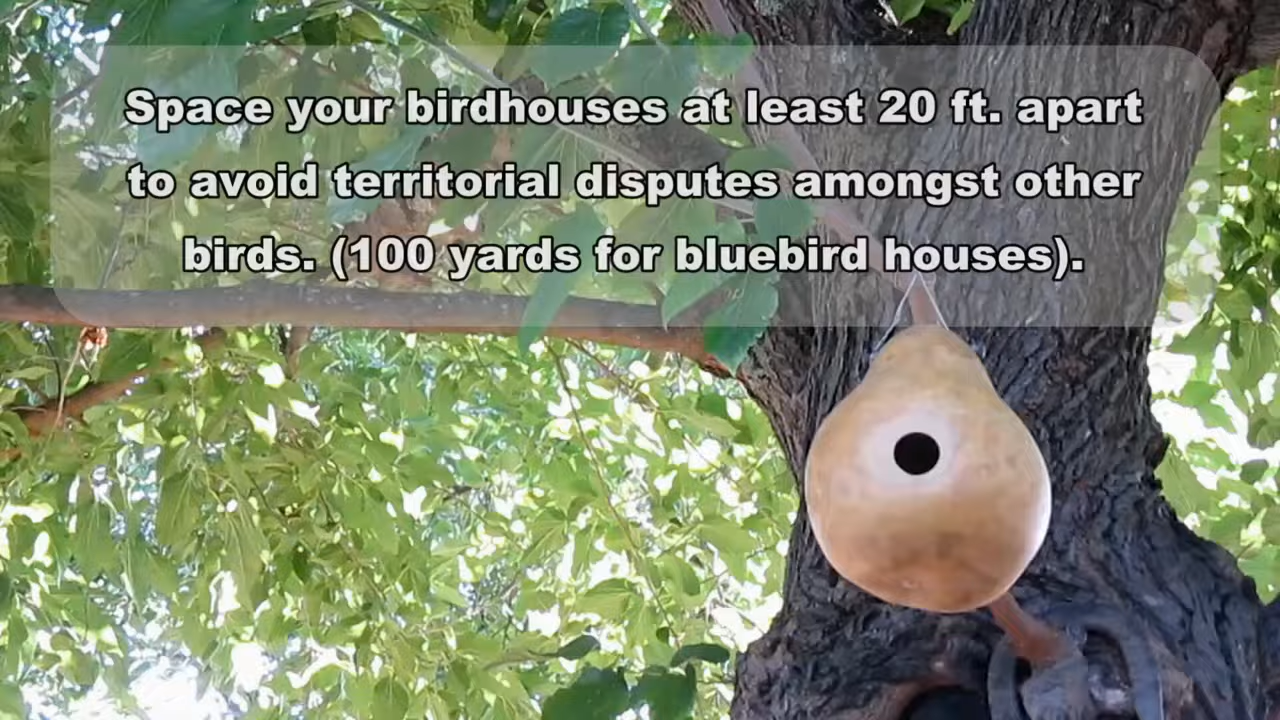 Space your birdhouses at least 20 ft. apart
to avoid territorial disputes amongst other
birds. (100 yards for bluebird houses).